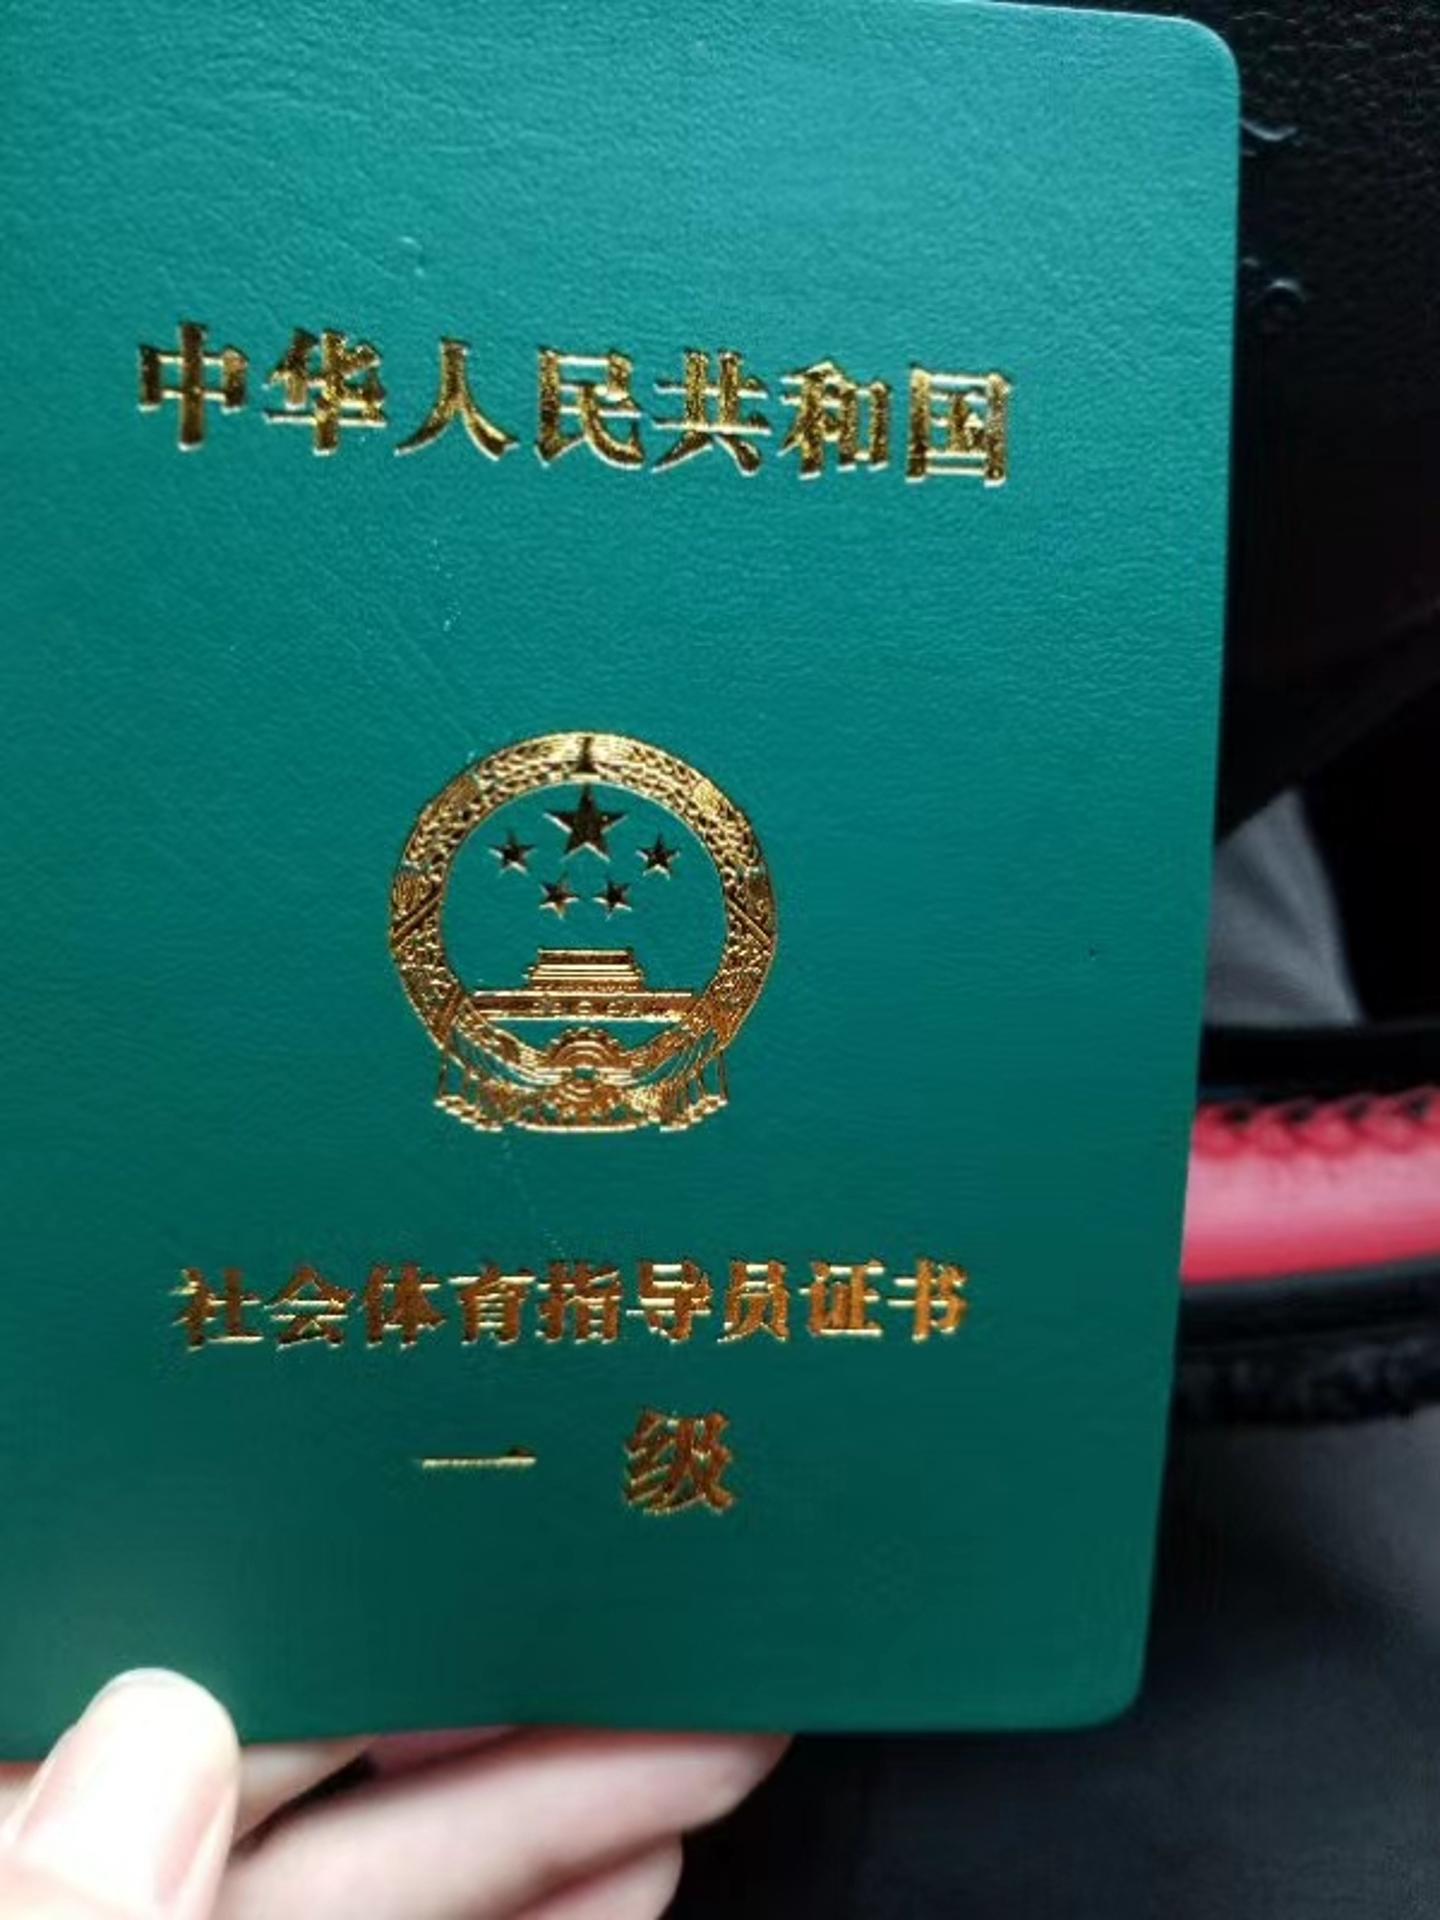 中华人民共和国
社会体育指导员证书
一 级